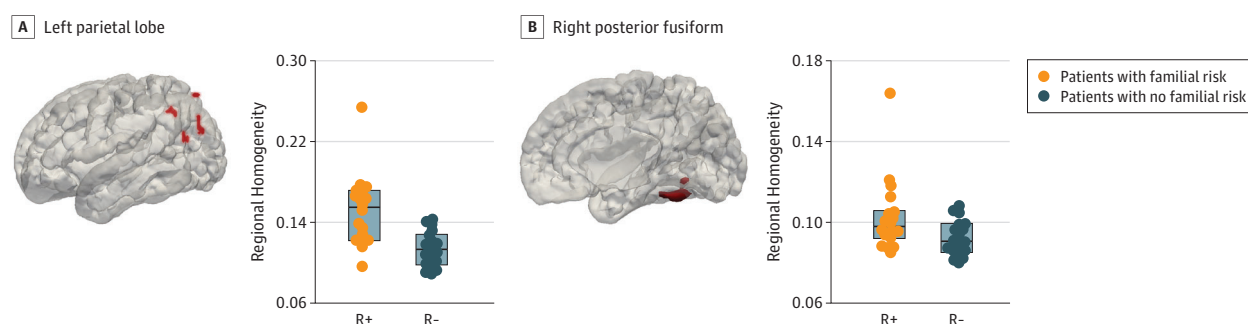 A Left parietal lobe
Regional Homogeneity
0.30
0.22
0.14
0.06
R+ R-
B Right posterior fusiform
Regional Homogeneity
0.18
0.14
0.10
0.06
R+ R-
Patients with familial risk
Patients with no familial risk